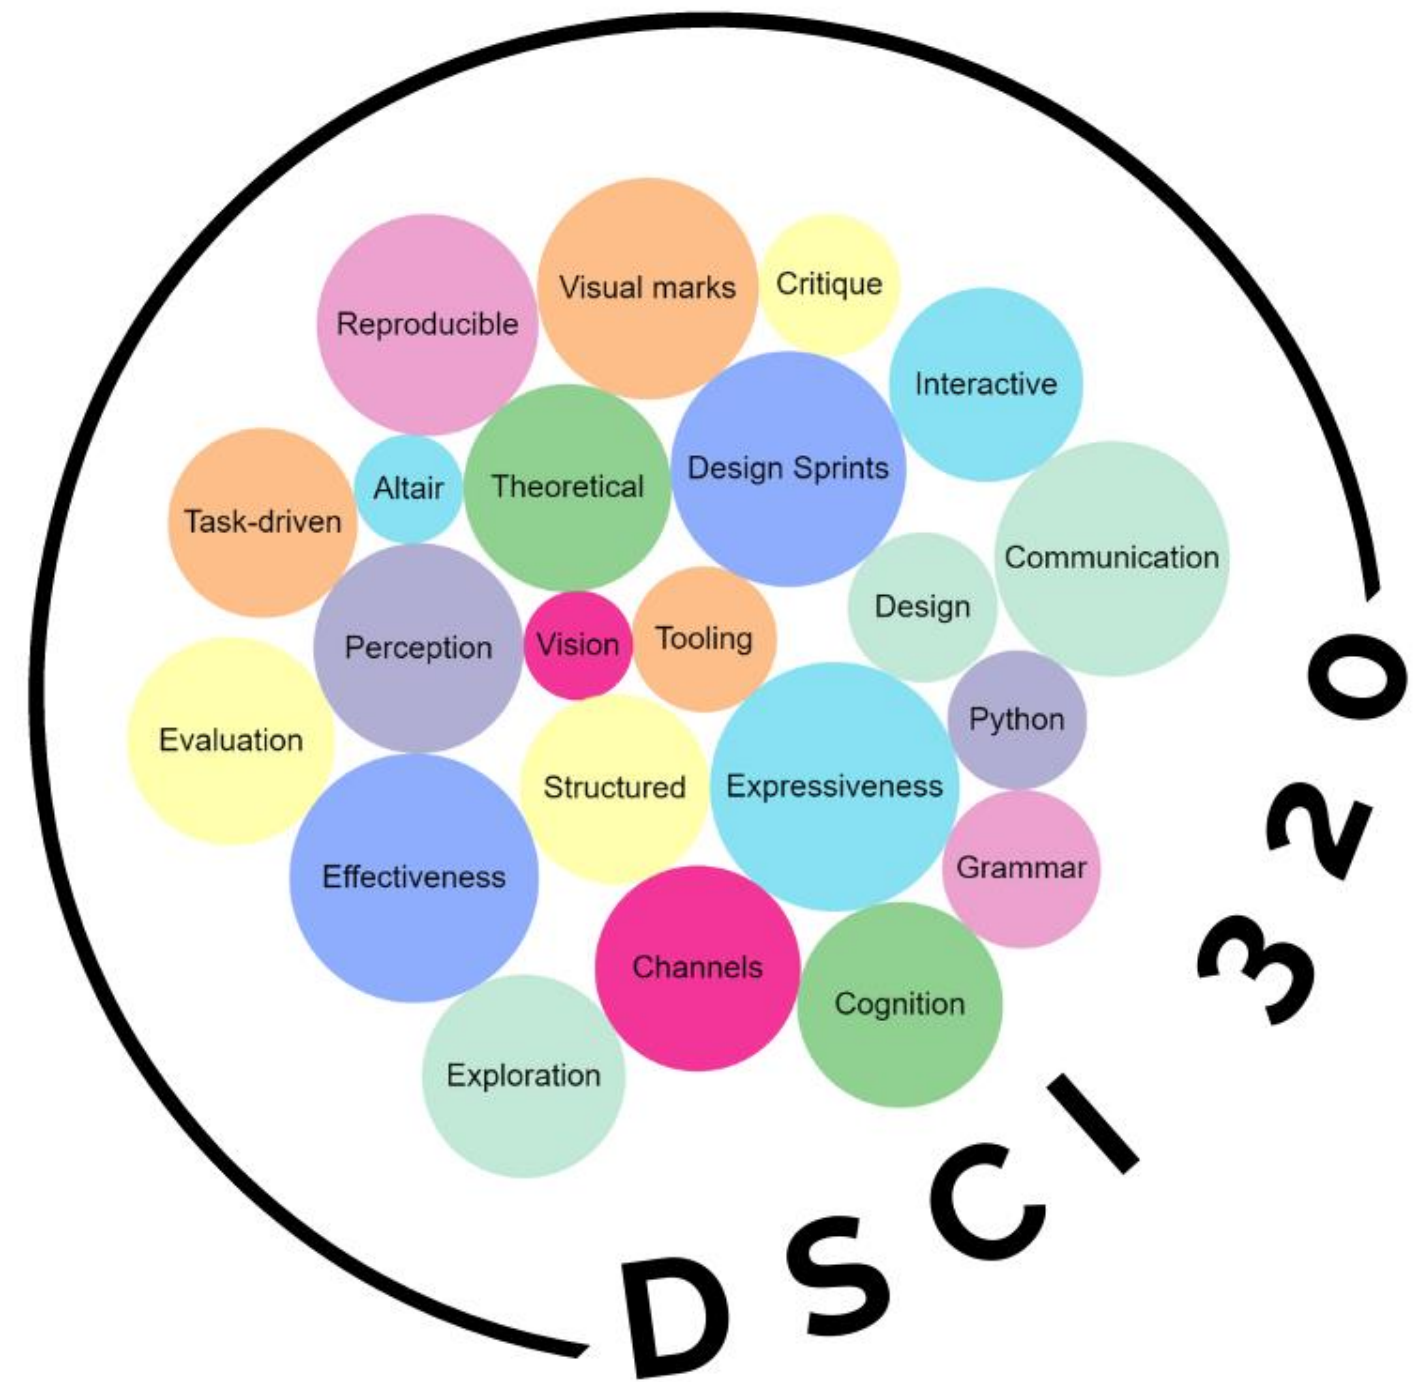 Visual marks
Critique
Reproducible
Interactive
Design Sprints
Altair
Theoretical
Task-driven
Communication
Design
Perception
Vision
Tooling
Python
Evaluation
Structured
Expressiveness
Grammar
Effectiveness
Channels
Cognition
Exploration
DSCI 320